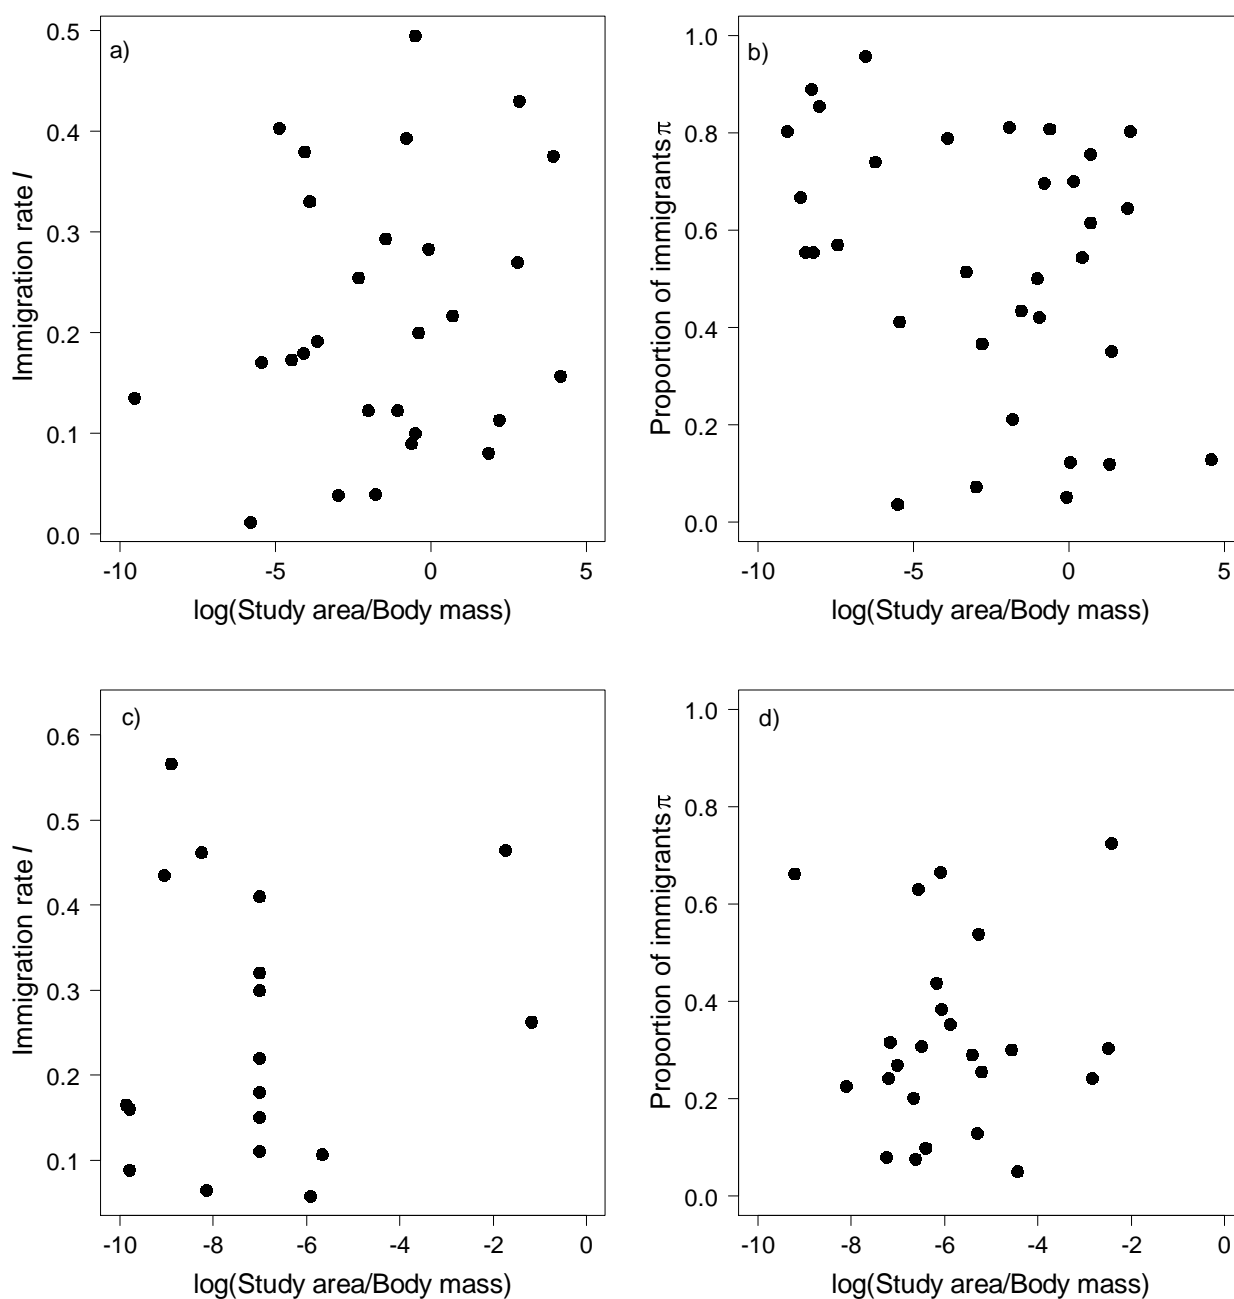 a)
0.5
0.4
0.3
0.2
0.1
0.0
Immigration rate I
-10 -5 0 5
log(Study area/Body mass)
b)
1.0
0.8
0.6
0.4
0.2
0.0
Proportion of immigrants π
-10 -5 0 5
log(Study area/Body mass)
c)
0.6
0.5
0.4
0.3
0.2
0.1
Immigration rate I
-10 -8 -6 -4 -2 0
log(Study area/Body mass)
d)
1.0
0.8
0.6
0.4
0.2
0.0
Proportion of immigrants π
-10 -8 -6 -4 -2 0
log(Study area/Body mass)